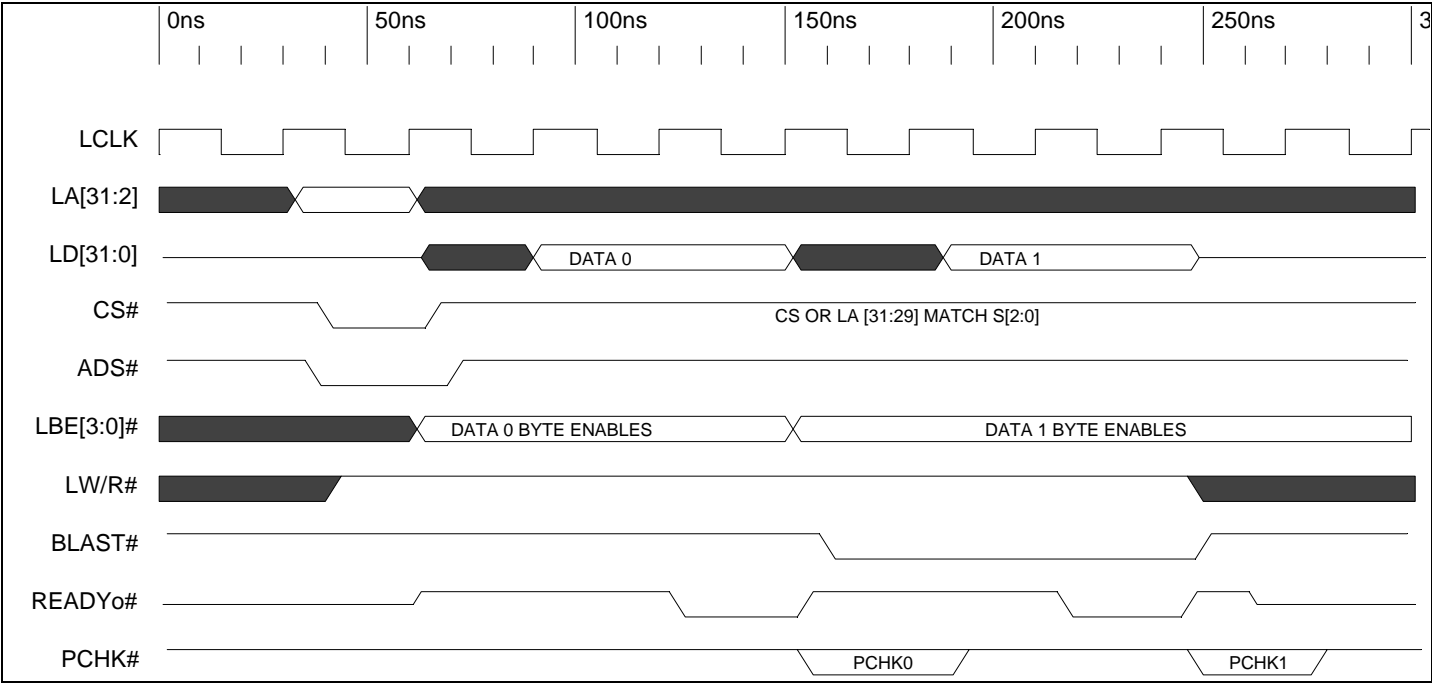 0ns 50ns 100ns 150ns 200ns 250ns 3
LCLK
LA[31:2]
LD[31:0] DATA 0 DATA 1
CS# CS OR LA [31:29] MATCH S[2:0]
ADS#
LBE[3:0]# DATA 0 BYTE ENABLES DATA 1 BYTE ENABLES
LW/R#
BLAST#
READYo#
PCHK# PCHK0 PCHK1